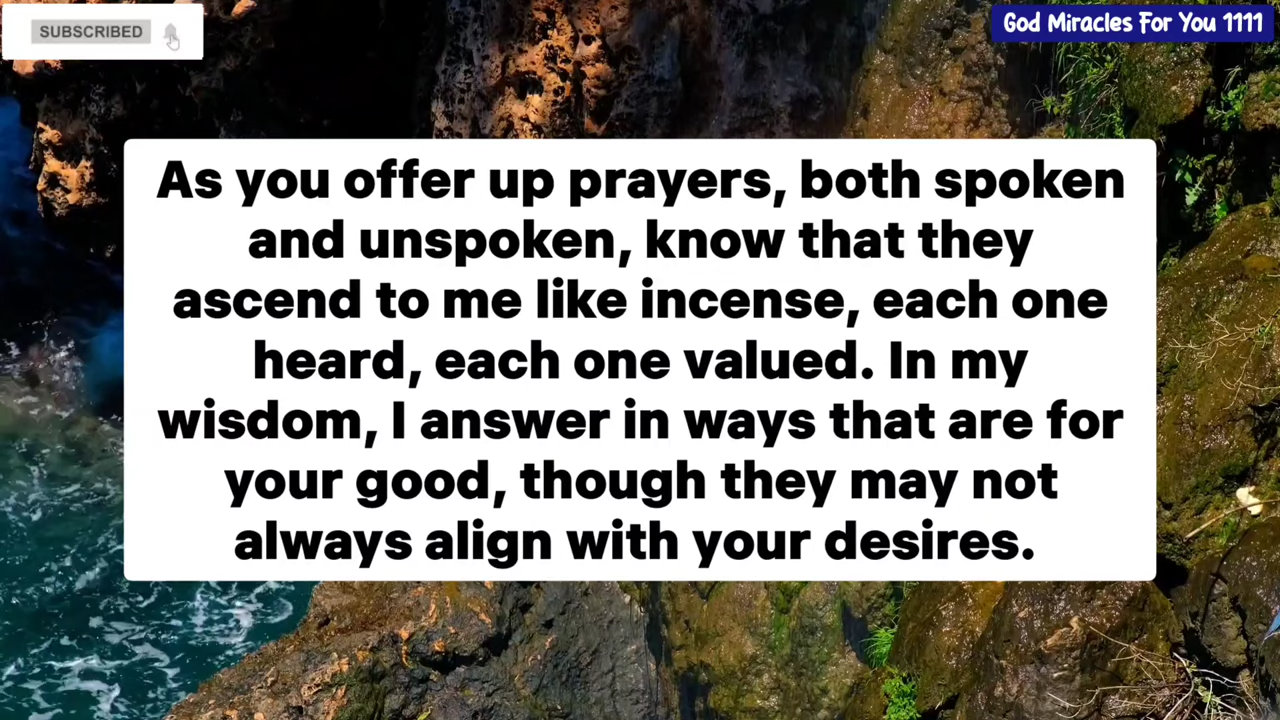 SUBSCRIBED
God Miracles For You 1111
As you offer up prayers, both spoken
and unspoken, know that they
ascend to me like incense, each one
heard, each one valued. In my
wisdom, I answer in ways that are for
your good, though they may not
always align with your desires.